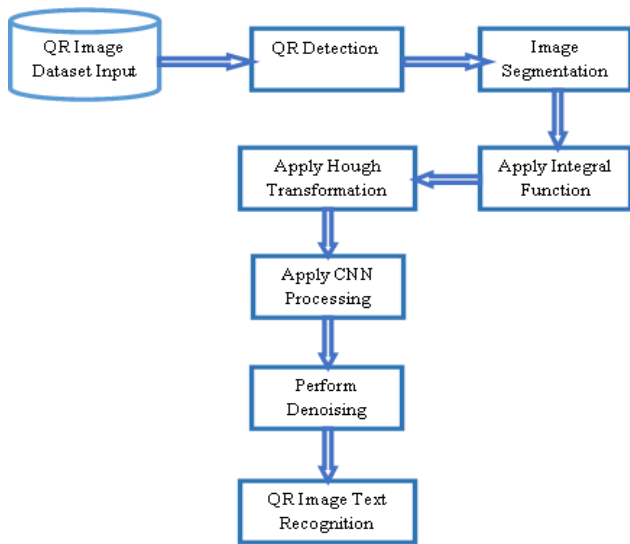 QR Image
Dataset Input
QR Detection
Image
Segmentation
Apply Integral
Function
Apply Hough
Transformation
Apply CNN
Processing
Perform
Denoising
QR Image Text
Recognition